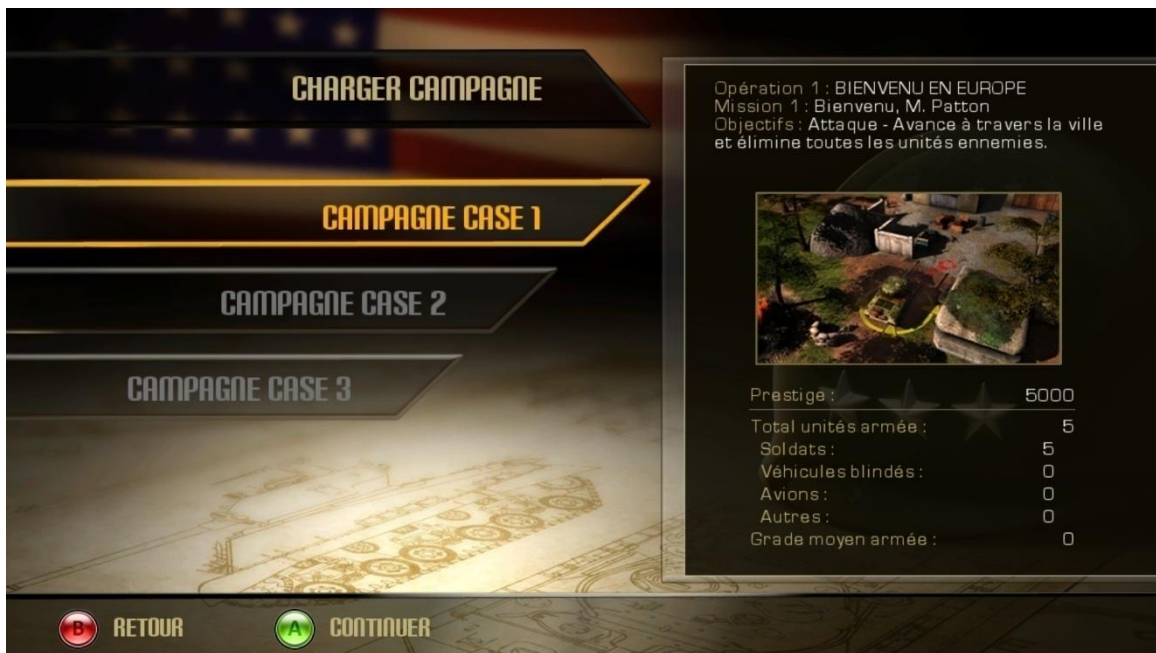 CHARGER CAMPAGNE
CAMPAGNE CASE 1
CAMPAGNE CASE 2
CAMPAGNE CASE 3
Opération 1 : BIENVENU EN EUROPE
Mission 1 : Bienvenu, M. Patton
Objectifs : Attaque - Avance à travers la ville
et élimine toutes les unités ennemies.
Prestige : 5000
Total unités armée : 5
Soldats : 5
Véhicules blindés : 0
Avions : 0
Autres : 0
Grade moyen armée : 0
B RETOUR A CONTINUER